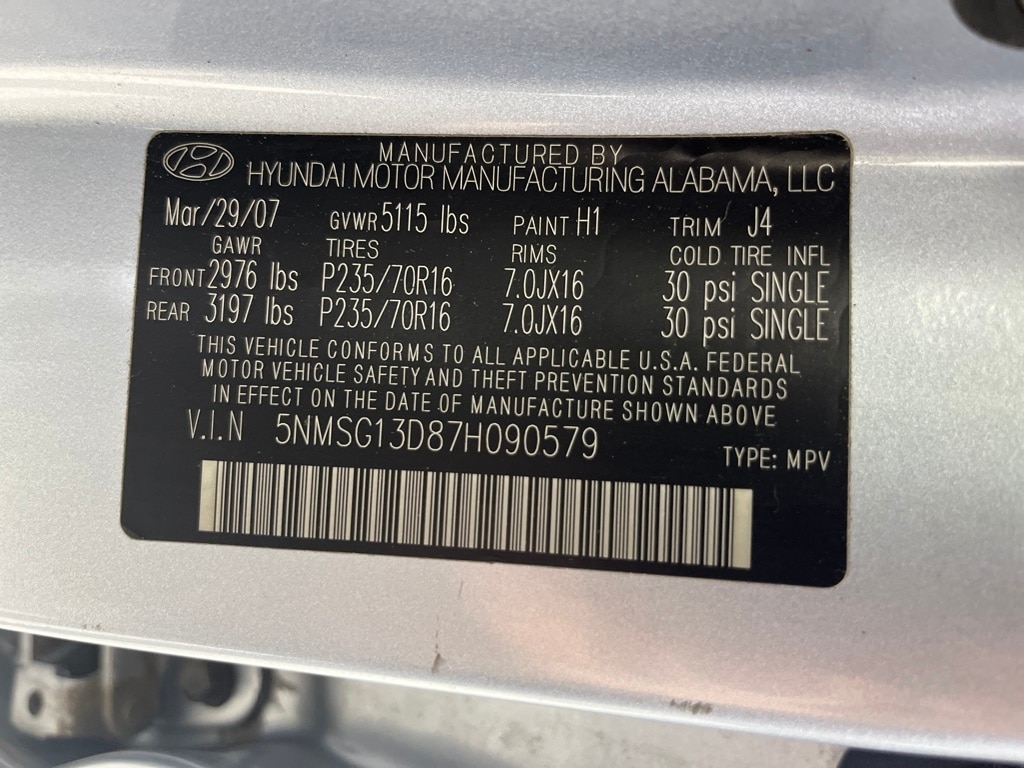 MANUFACTURED BY
HYUNDAI MOTOR MANUFACTURING ALABAMA, LLC
Mar/29/07 GVWR 5115 lbs PAINT H1 TRIM J4
GAWR TIRES RIMS COLD TIRE INFL
FRONT 2976 lbs P235/70R16 7.0JX16 30 psi SINGLE
REAR 3197 lbs P235/70R16 7.0JX16 30 psi SINGLE
THIS VEHICLE CONFORMS TO ALL APPLICABLE U.S.A. FEDERAL
MOTOR VEHICLE SAFETY AND THEFT PREVENTION STANDARDS
IN EFFECT ON THE DATE OF MANUFACTURE SHOWN ABOVE.
V.I.N 5NMSG13D87H090579
TYPE: MPV